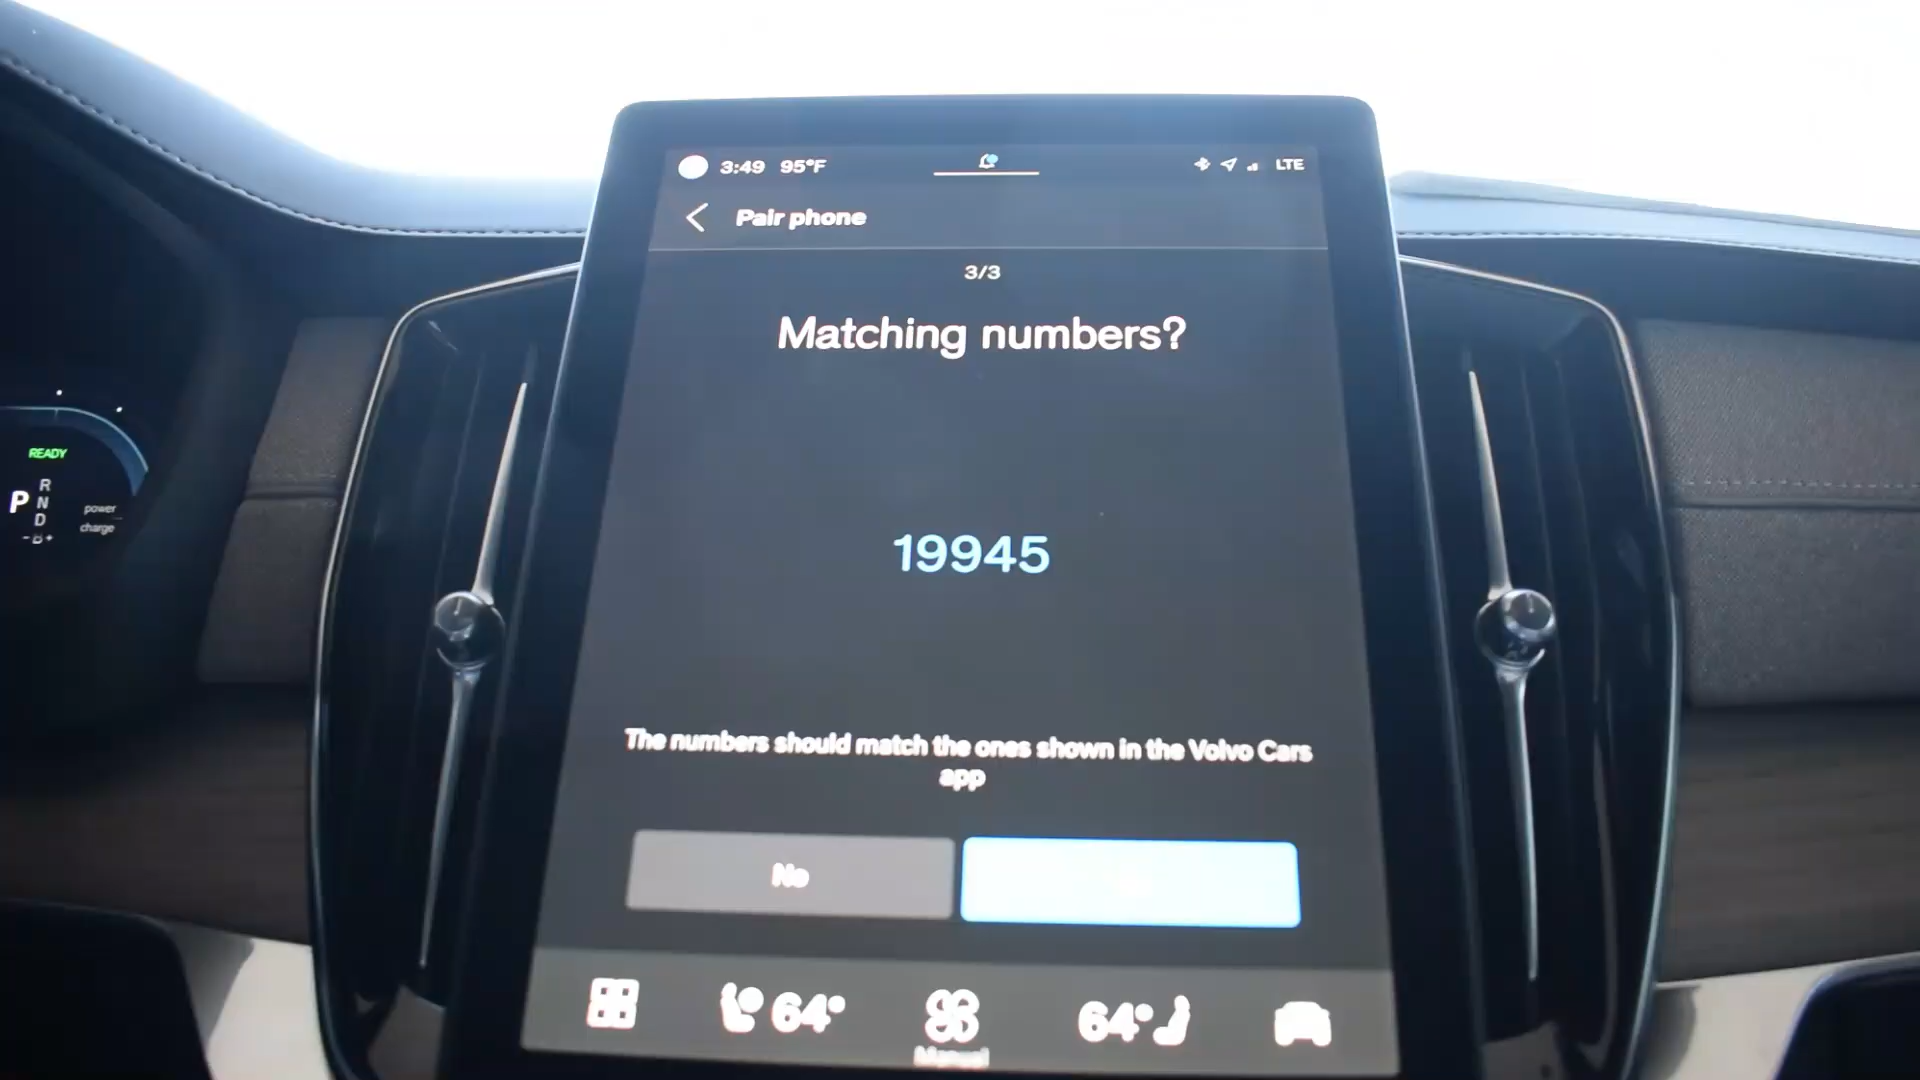 3:49 95°F
LTE
Pair phone
3/3
Matching numbers?
19945
The numbers should match the ones shown in the Volvo Cars
app
No
64°
64°
Manual
READY
P
R
N
D
-B+
power
charge